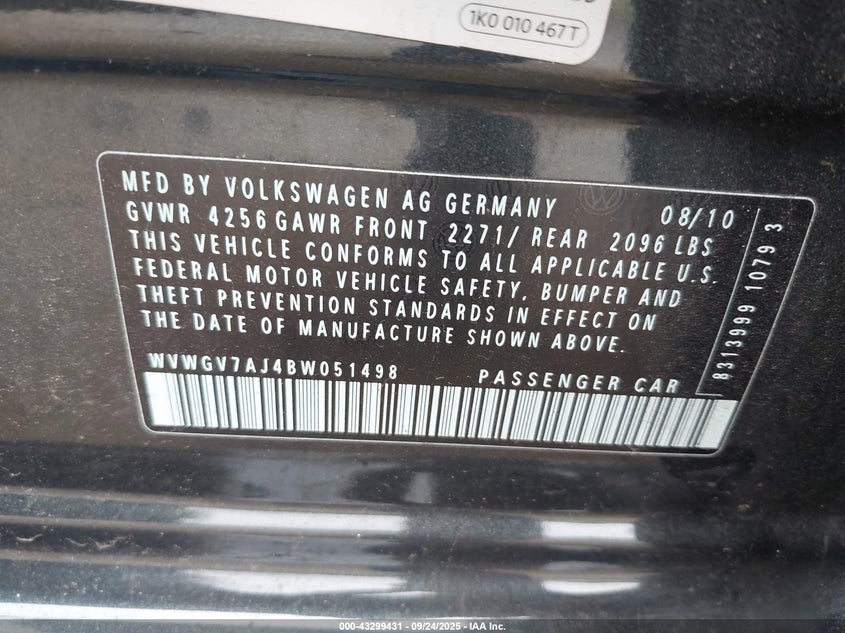 1K0 010 467T
MFD BY VOLKSWAGEN AG GERMANY 08/10
GVWR 4256 GAWR FRONT 2271/ REAR 2096 LBS
THIS VEHICLE CONFORMS TO ALL APPLICABLE U.S.
FEDERAL MOTOR VEHICLE SAFETY, BUMPER AND
THEFT PREVENTION STANDARDS IN EFFECT ON
THE DATE OF MANUFACTURE SHOWN ABOVE.
WVWGV7AJ4BW051498 PASSENGER CAR
8313999 1079 3
000-43299431 - 09/24/2025 - IAA Inc.